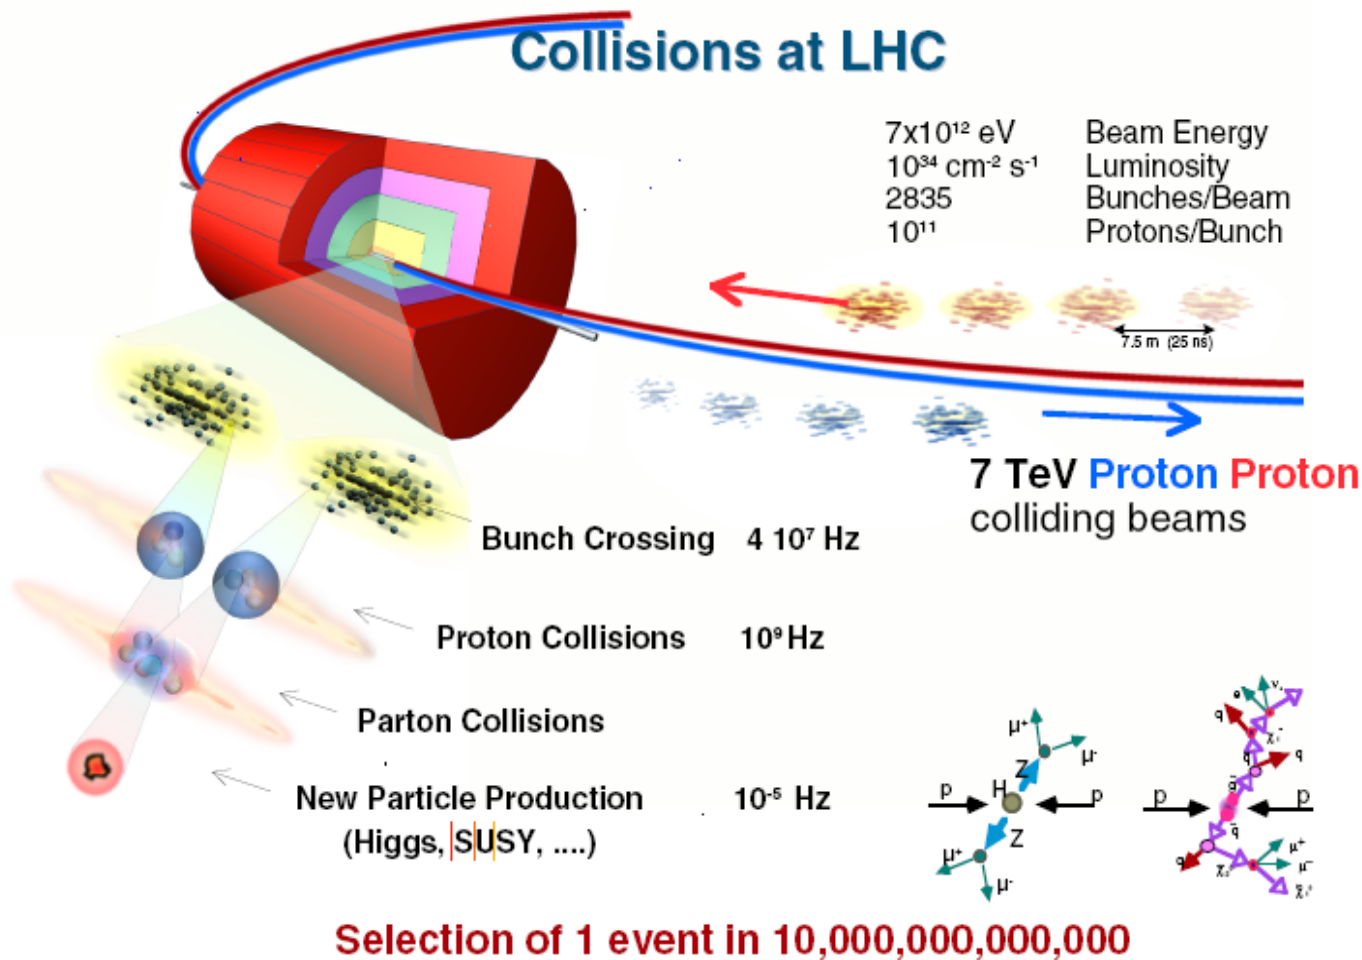 Collisions at LHC
7x10¹² eV Beam Energy
10³⁴ cm⁻² s⁻¹ Luminosity
2835 Bunches/Beam
10¹¹ Protons/Bunch
7.5 m (25 ns)
7 TeV Proton Proton
colliding beams
Bunch Crossing 4 10⁷ Hz
Proton Collisions 10⁹ Hz
Parton Collisions
New Particle Production 10⁻⁵ Hz
(Higgs, SUSY, ....)
μ⁺ μ⁻
Z
H
p p
Z
μ⁺
μ⁻
e ν
q
q
p p
q
μ⁺
μ⁻
Selection of 1 event in 10,000,000,000,000